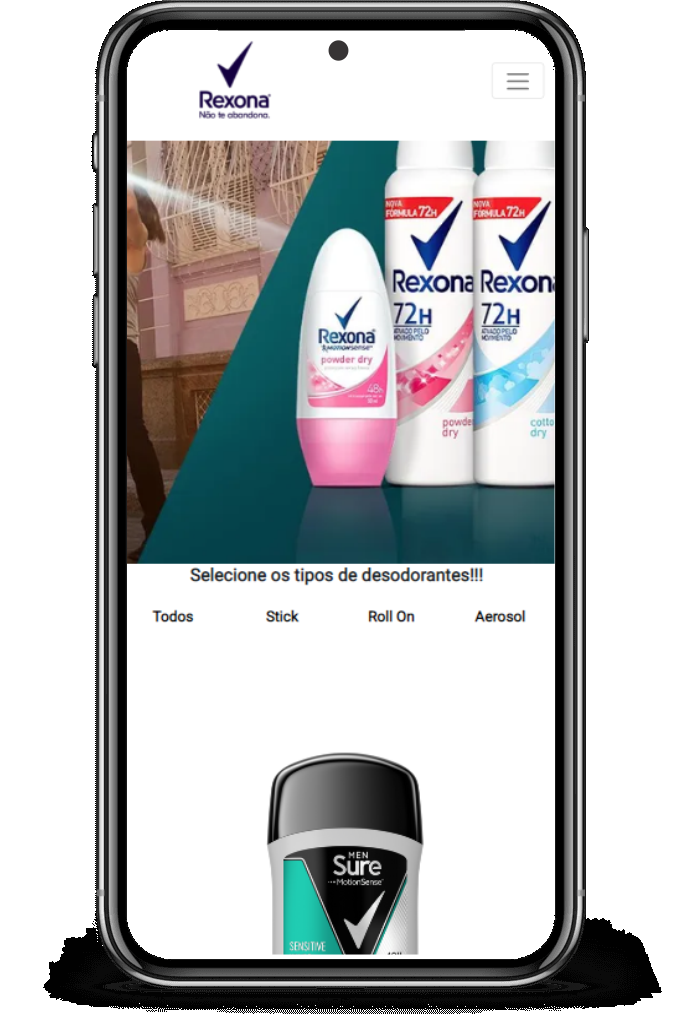 Rexona
Não te abandona.
NOVA
FÓRMULA 72H
Rexona
72H
ATIVADO PELO
MOVIMENTO
powder
dry
NOVA
FÓRMULA 72H
Rexona
72H
ATIVADO PELO
MOVIMENTO
cotto
dry
Rexona
MOTIONSENSE
powder dry
48h
Selecione os tipos de desodorantes!!!
Todos Stick Roll On Aerosol
MEN
Sure
MotionSense
SENSITIVE